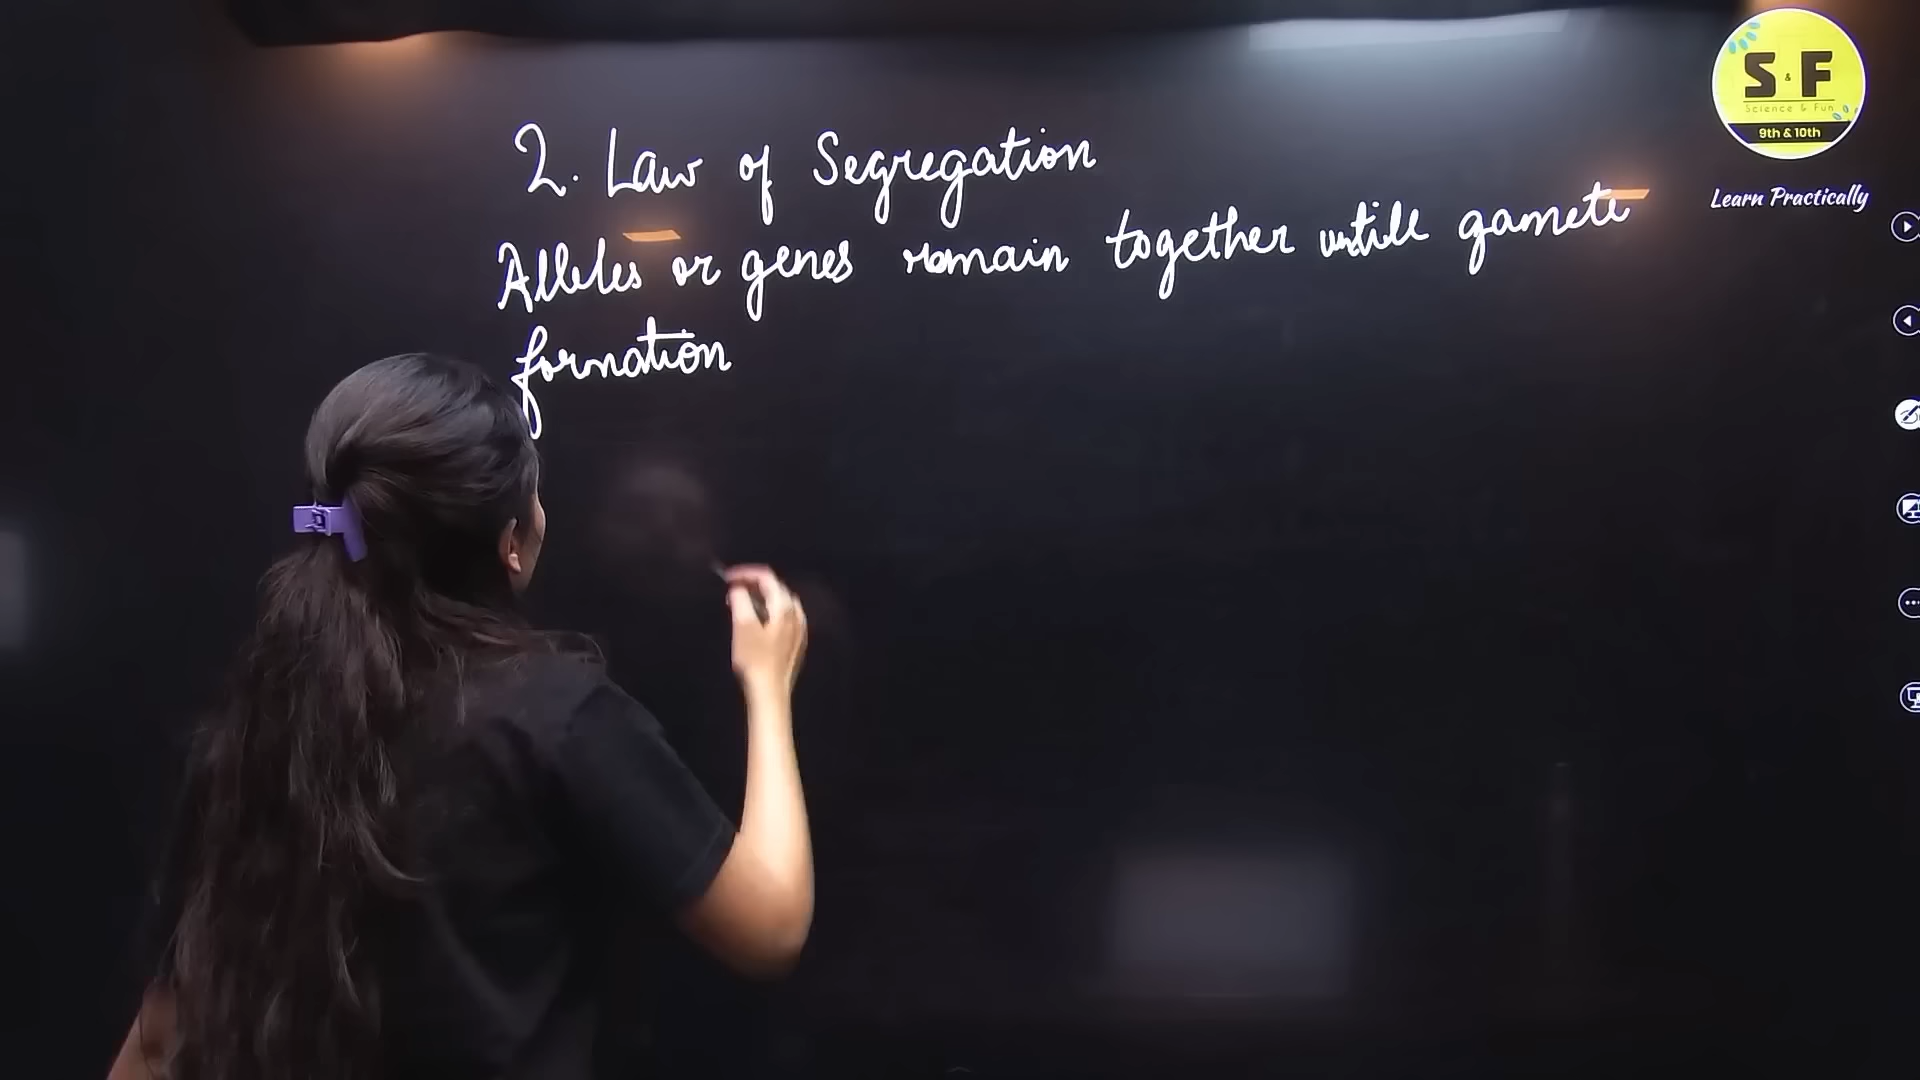 2. Law of Segregation
Alleles or genes remain together untill gamete
formation
S & F
Science & Fun
9th & 10th
Learn Practically